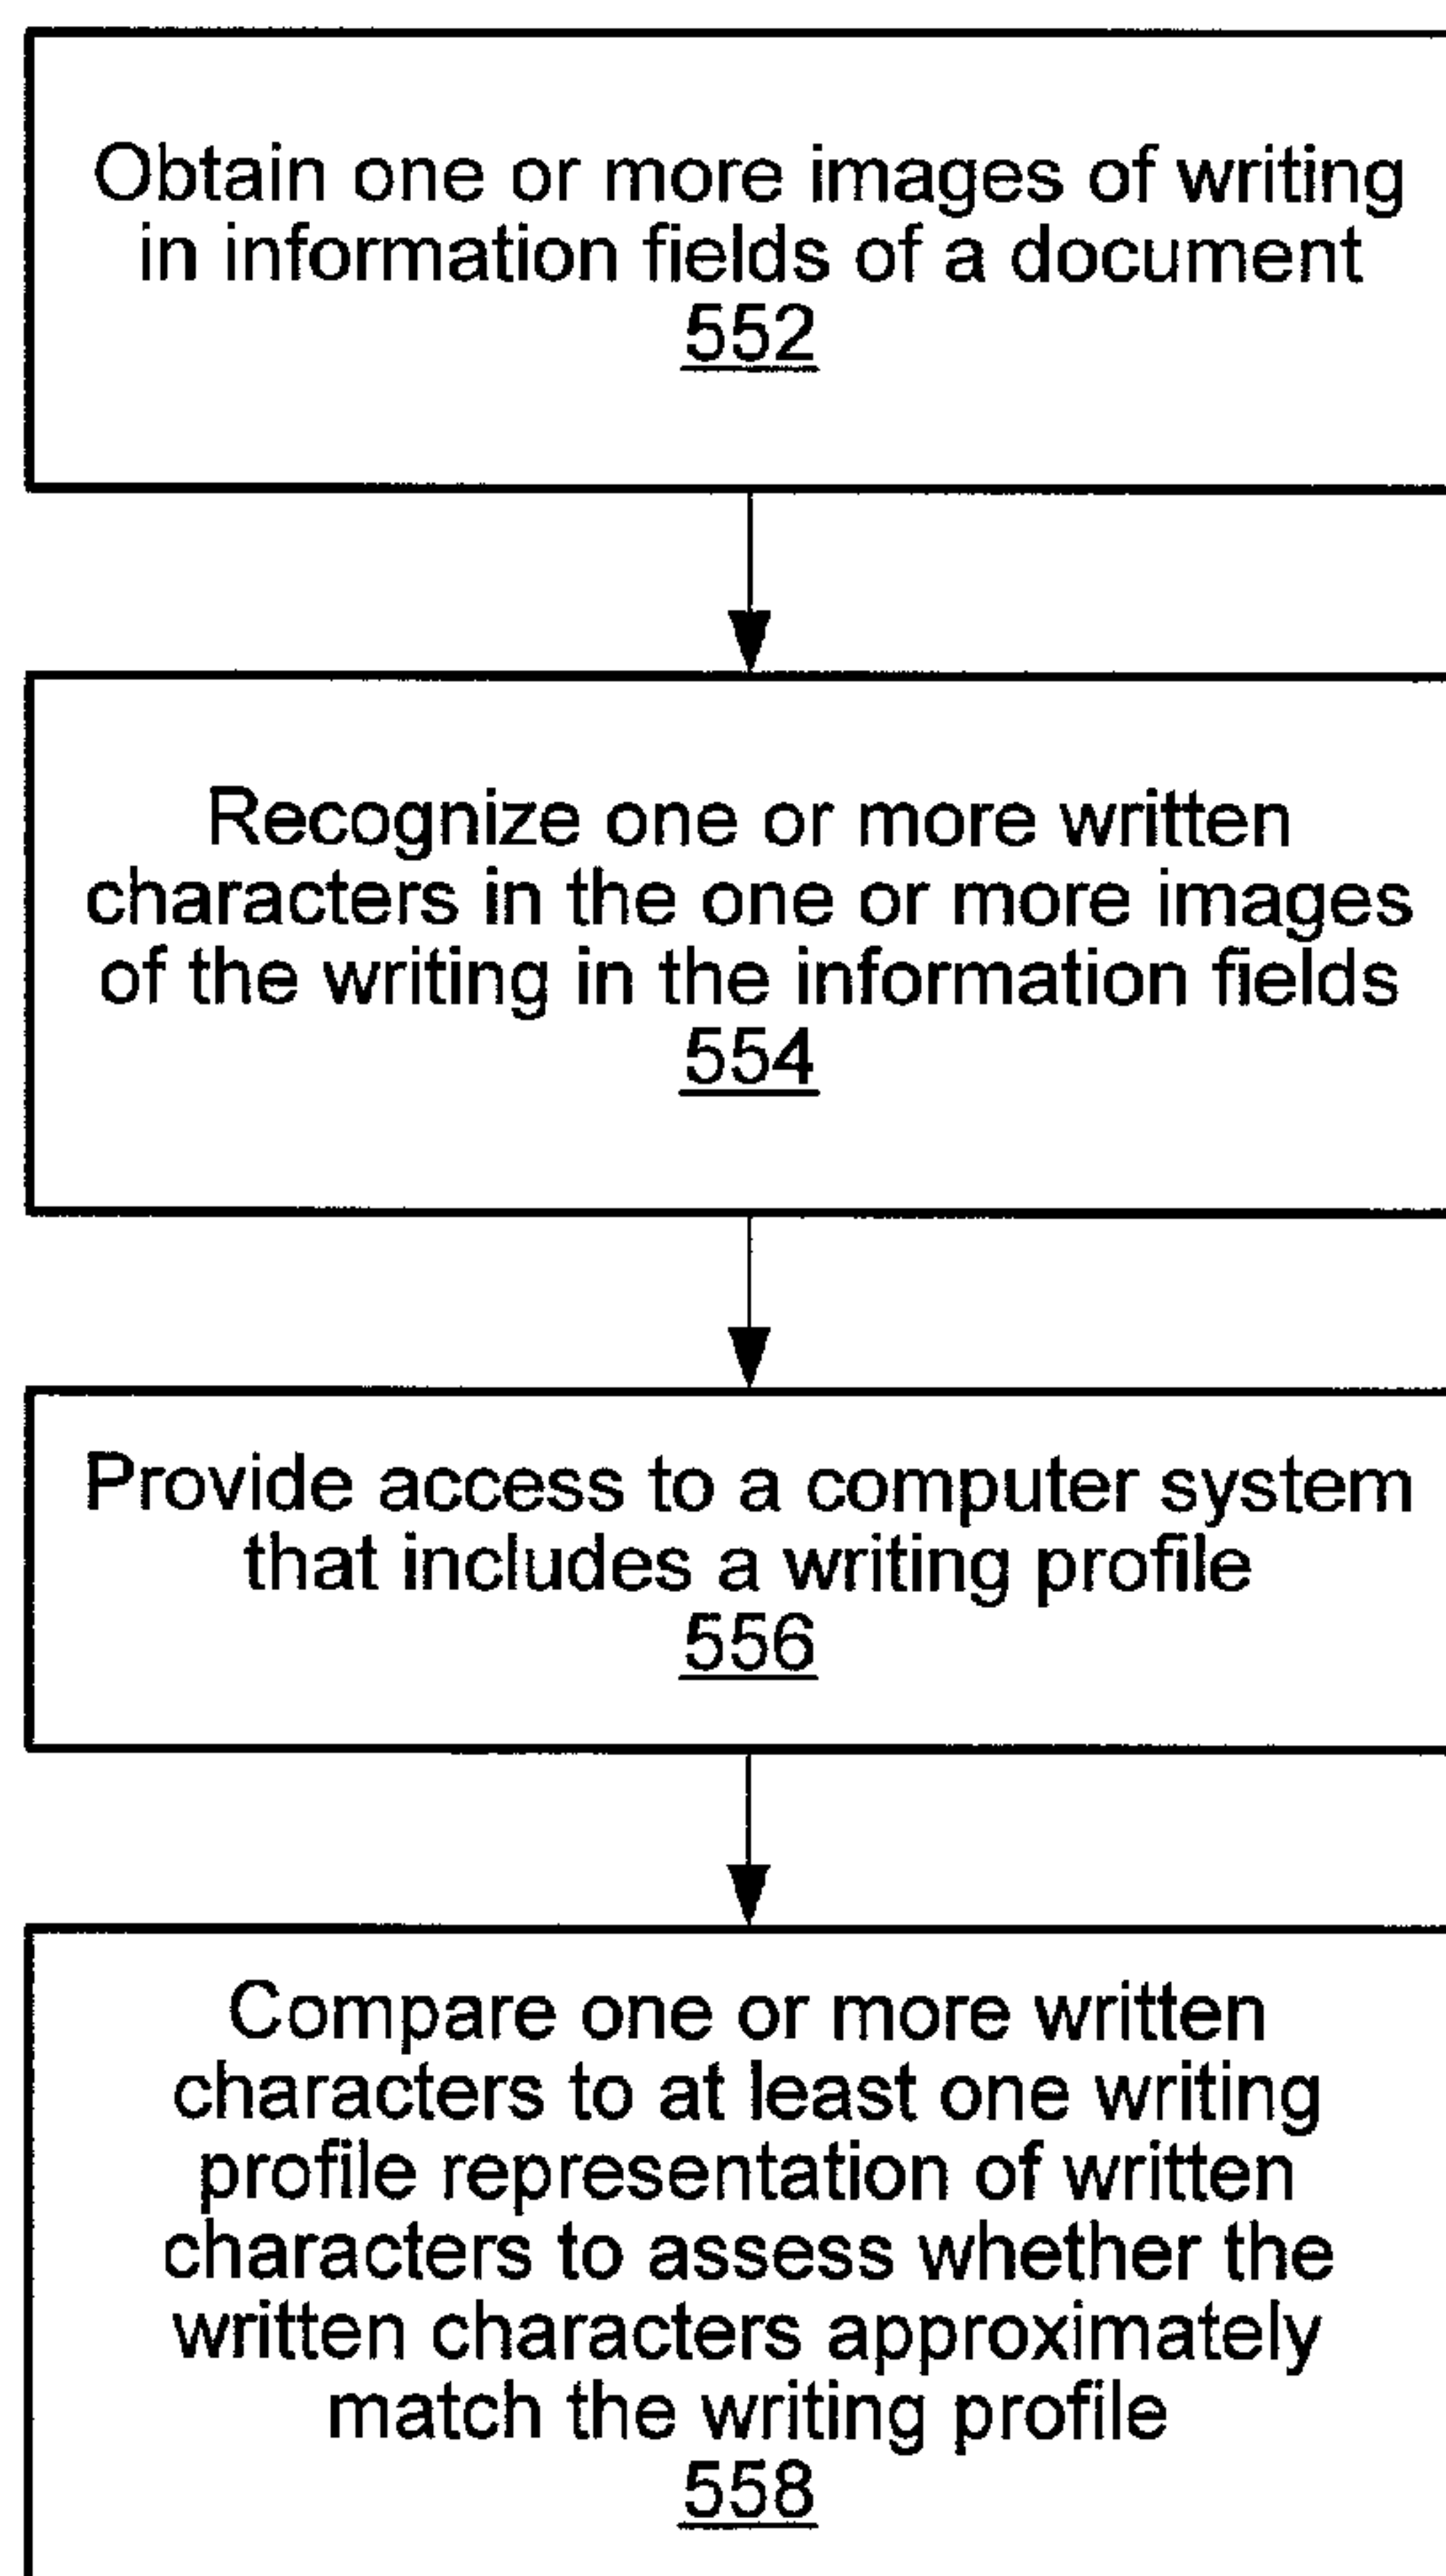 Obtain one or more images of writing
in information fields of a document
552
Recognize one or more written
characters in the one or more images
of the writing in the information fields
554
Provide access to a computer system
that includes a writing profile
556
Compare one or more written
characters to at least one writing
profile representation of written
characters to assess whether the
written characters approximately
match the writing profile
558